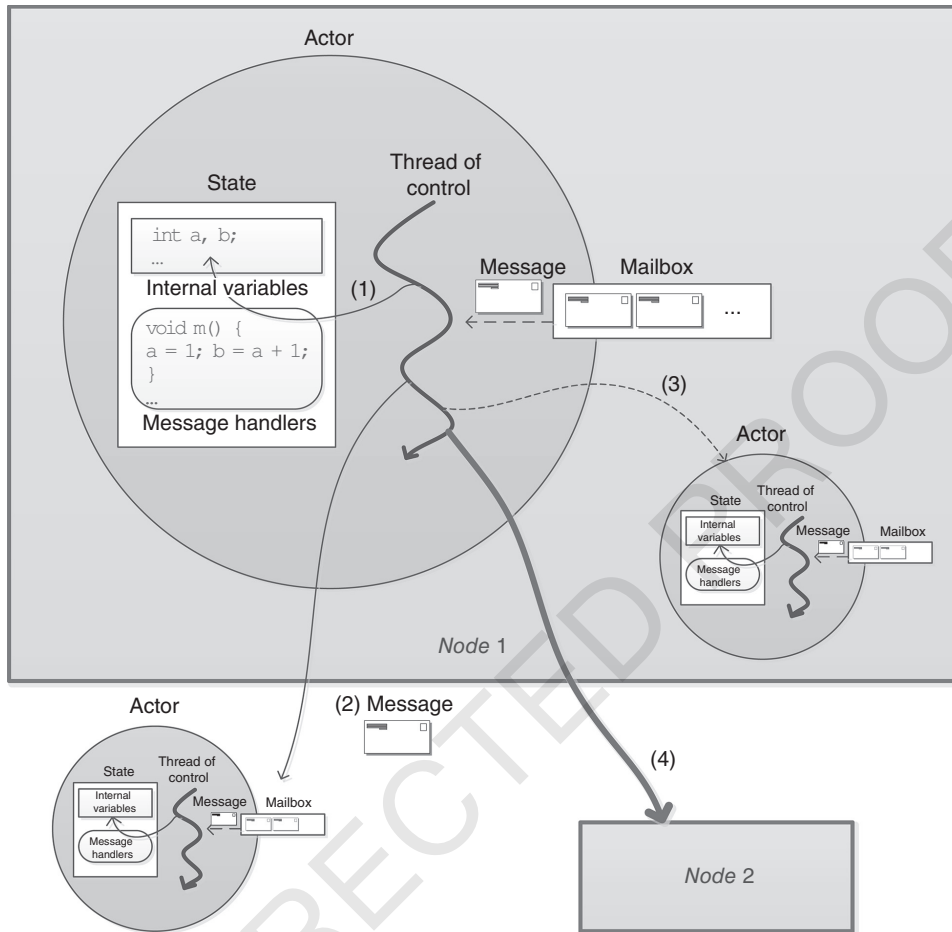 Actor
Thread of
control
State
int a, b;
...
Internal variables
(1)
Message
Mailbox
...
void m() {
a = 1; b = a + 1;
}
...
Message handlers
(3)
Actor
State
Thread of
control
Internal
variables
Message
Mailbox
Message
handlers
Node 1
(2) Message
Actor
State
Thread of
control
Internal
variables
Message
Mailbox
Message
handlers
(4)
Node 2
RECTED PROOF